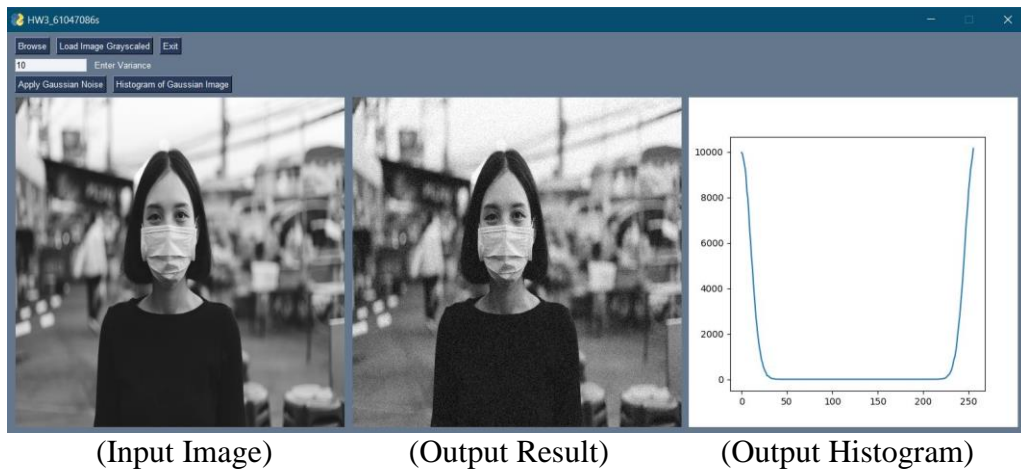 HW3_61047086s
Browse Load Image Grayscaled Exit
10 Enter Variance
Apply Gaussian Noise Histogram of Gaussian Image
10000
8000
6000
4000
2000
0
0 50 100 150 200 250
(Input Image) (Output Result) (Output Histogram)